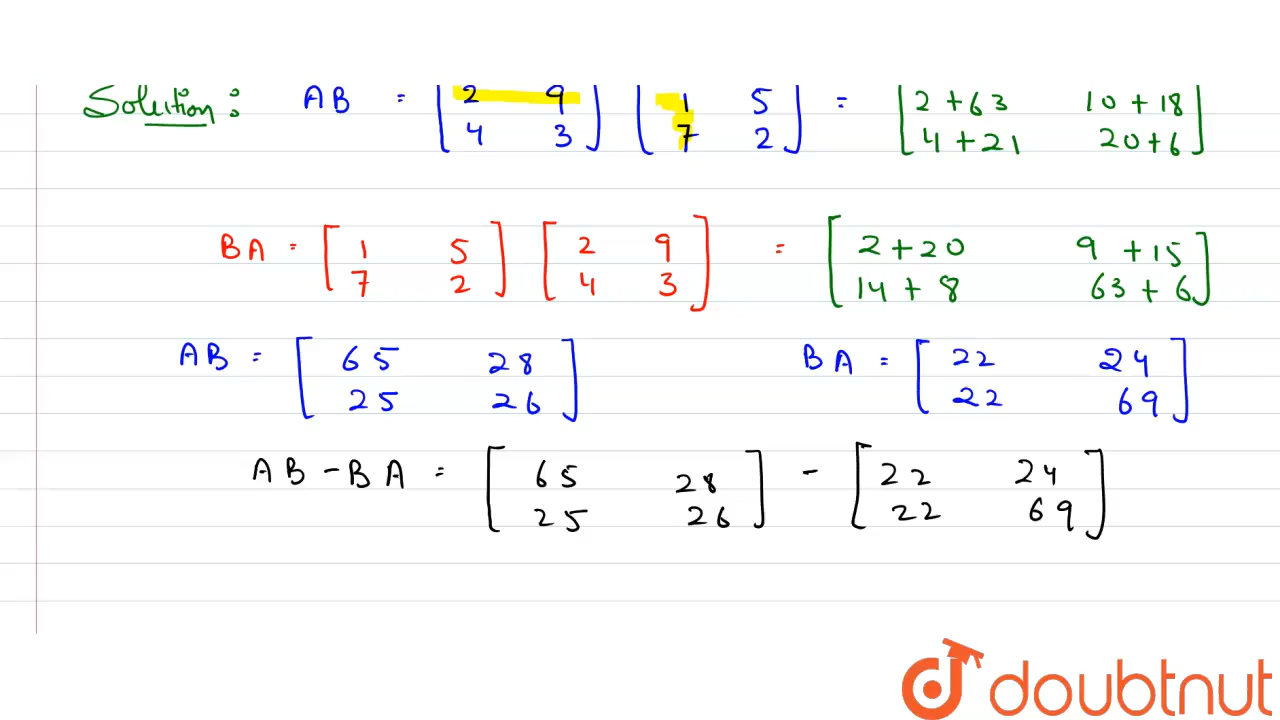 Solution : AB = [ 2 9 ] [ 1 5 ] = [ 2+63 10+18 ]
[ 4 3 ] [ 7 2 ] [ 4+21 20+6 ]
BA = [ 1 5 ] [ 2 9 ] = [ 2+20 9+15 ]
[ 7 2 ] [ 4 3 ] [ 14+8 63+6 ]
AB = [ 65 28 ] BA = [ 22 24 ]
[ 25 26 ] [ 22 69 ]
AB - BA = [ 65 28 ] - [ 22 24 ]
[ 25 26 ] [ 22 69 ]
doubtnut